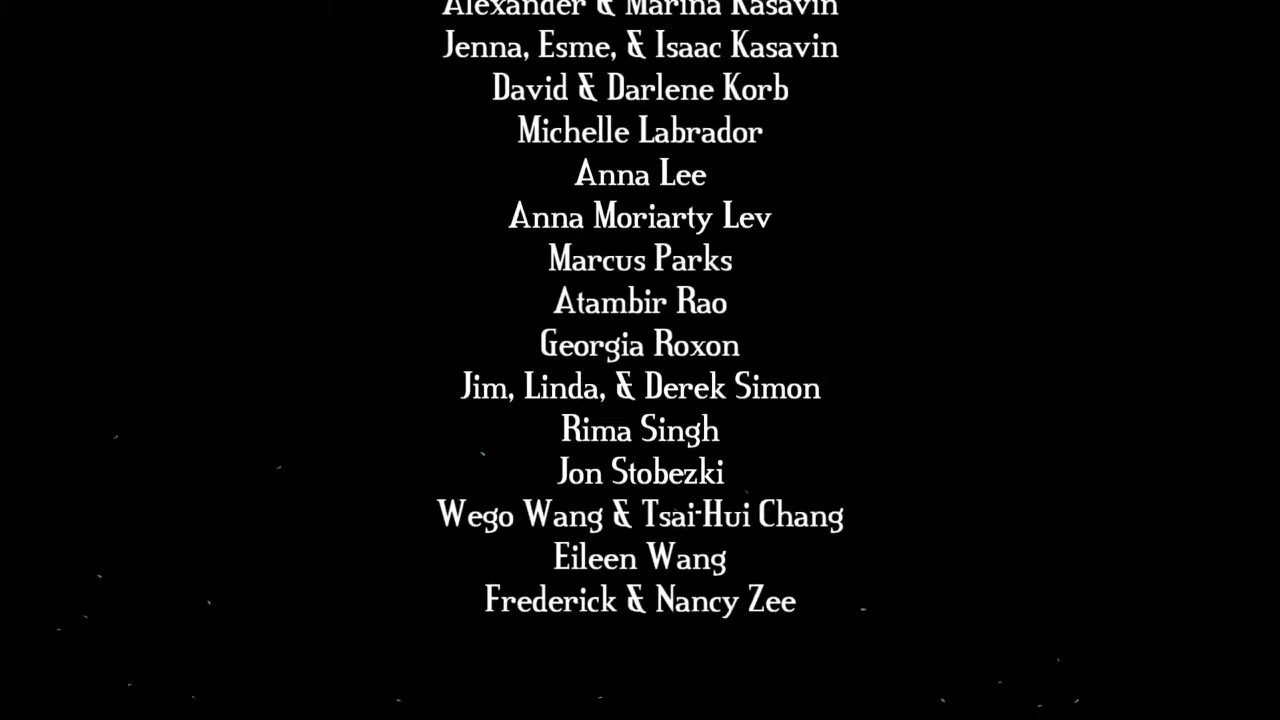 Alexander & Marina Kasavin
Jenna, Esme, & Isaac Kasavin
David & Darlene Korb
Michelle Labrador
Anna Lee
Anna Moriarty Lev
Marcus Parks
Atambir Rao
Georgia Roxon
Jim, Linda, & Derek Simon
Rima Singh
Jon Stobezki
Wego Wang & Tsai-Hui Chang
Eileen Wang
Frederick & Nancy Zee